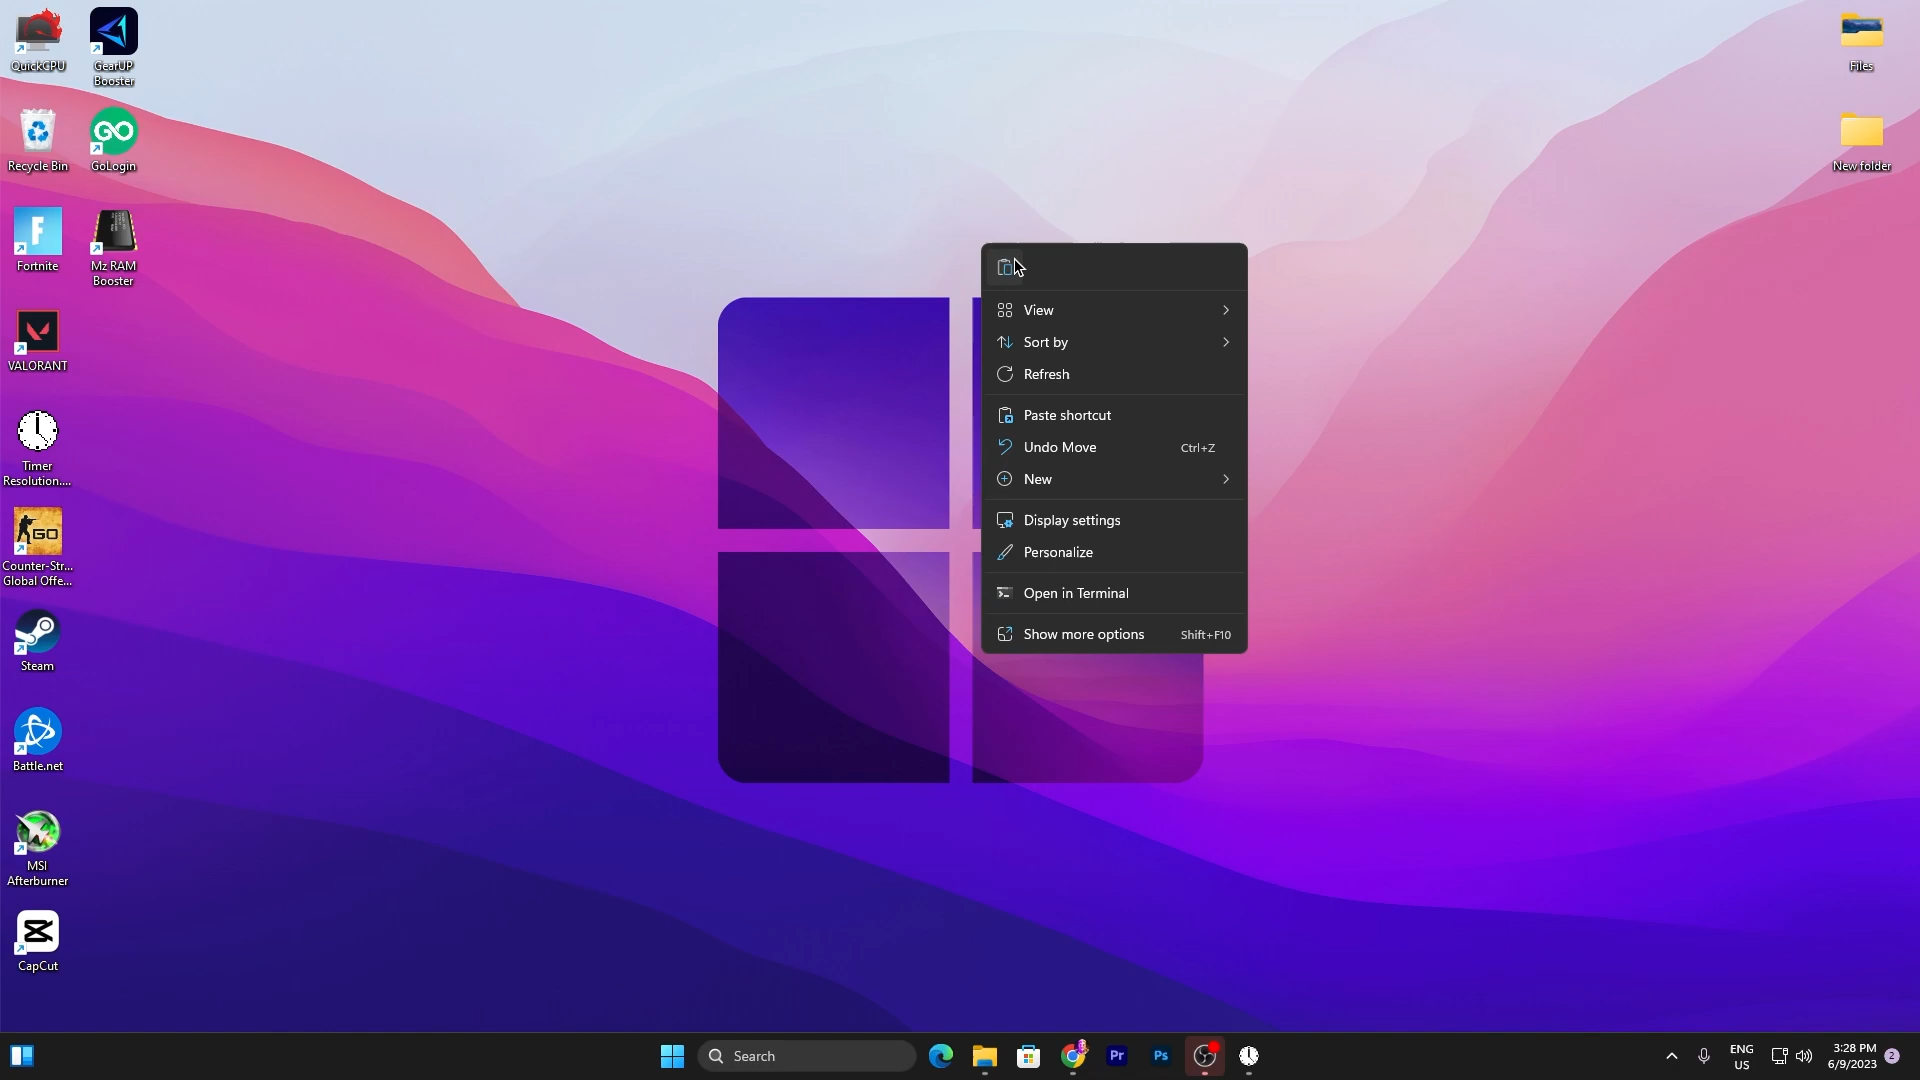 QuickCPU
GearUP
Booster
Recycle Bin
GoLogin
Fortnite
Mz RAM
Booster
VALORANT
Timer
Resolution....
GO
Counter-Str...
Global Offe...
Steam
Battle.net
MSI
Afterburner
CapCut
Files
New folder
View
Sort by
Refresh
Paste shortcut
Undo Move Ctrl+Z
New
Display settings
Personalize
Open in Terminal
Show more options Shift+F10
Search
Pr
Ps
ENG
US
3:28 PM
6/9/2023
2